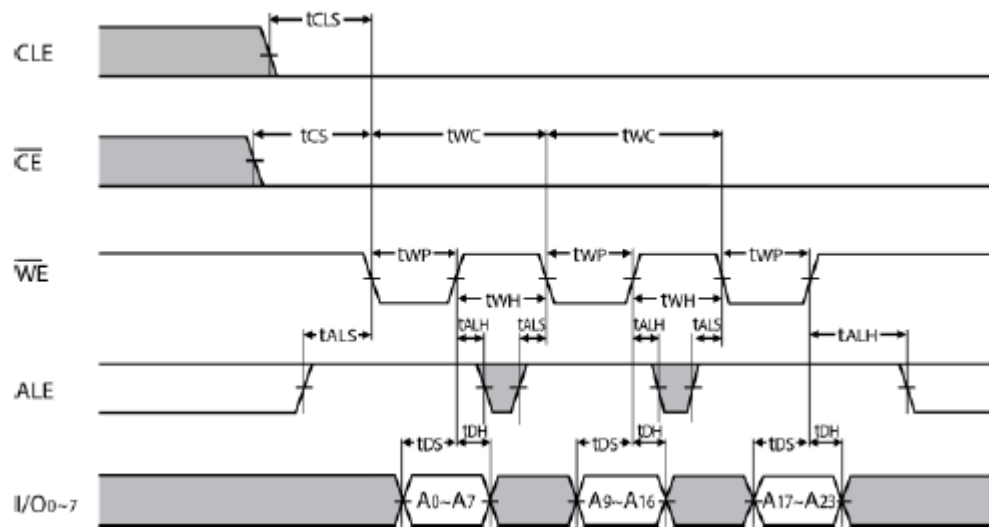 tCLS
CLE
tCS tWC tWC
CE
tWP tWP tWP
WE
tWH tWH
tALS tALH tALS tALH tALS tALH
ALE
tDS tDH tDS tDH tDS tDH
I/O0~7 A0~A7 A9~A16 A17~A23